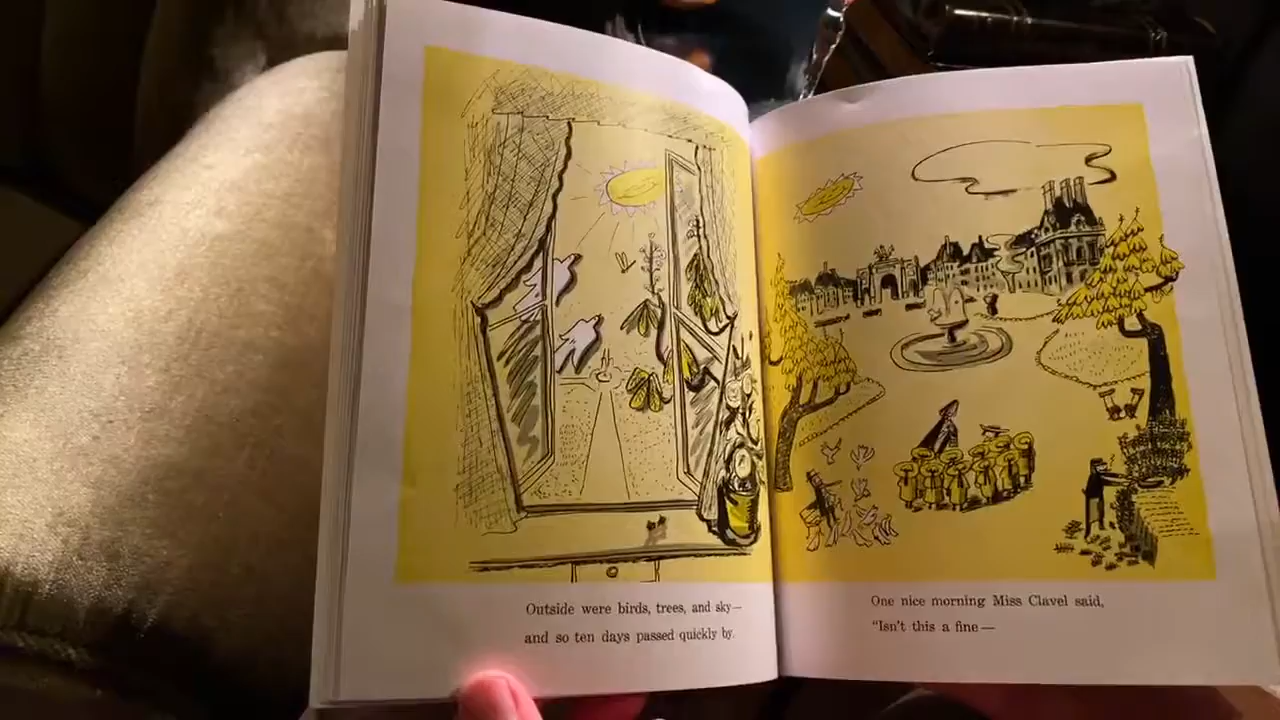 Outside were birds, trees, and sky—
and so ten days passed quickly by.
One nice morning Miss Clavel said,
“Isn't this a fine—